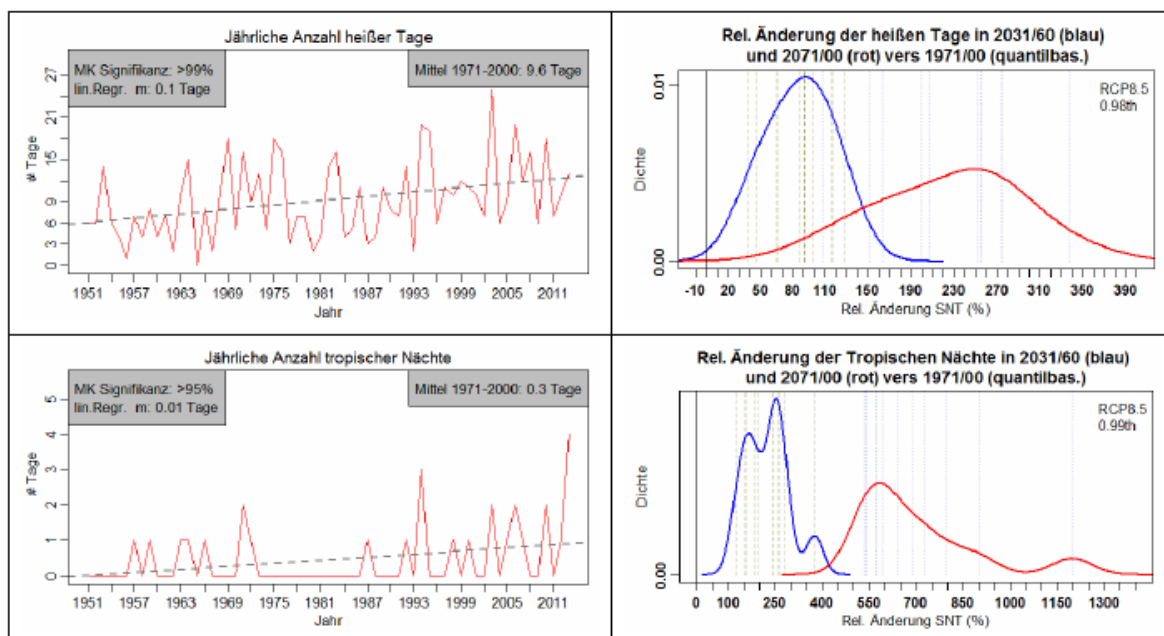 Jährliche Anzahl heißer Tage
MK Signifikanz: >99%
lin.Regr. m: 0.1 Tage
Mittel 1971-2000: 9.6 Tage
# Tage
27
21
15
9
6
3
0
1951 1957 1963 1969 1975 1981 1987 1993 1999 2005 2011
Jahr
Rel. Änderung der heißen Tage in 2031/60 (blau)
und 2071/00 (rot) vers 1971/00 (quantilbas.)
RCP8.5
0.98th
Dichte
0.01
0.00
-10 20 50 80 110 150 190 230 270 310 350 390
Rel. Änderung SNT (%)
Jährliche Anzahl tropischer Nächte
MK Signifikanz: >95%
lin.Regr. m: 0.01 Tage
Mittel 1971-2000: 0.3 Tage
# Tage
5
4
3
2
1
0
1951 1957 1963 1969 1975 1981 1987 1993 1999 2005 2011
Jahr
Rel. Änderung der Tropischen Nächte in 2031/60 (blau)
und 2071/00 (rot) vers 1971/00 (quantilbas.)
RCP8.5
0.99th
Dichte
0.00
0 100 250 400 550 700 850 1000 1150 1300
Rel. Änderung SNT (%)